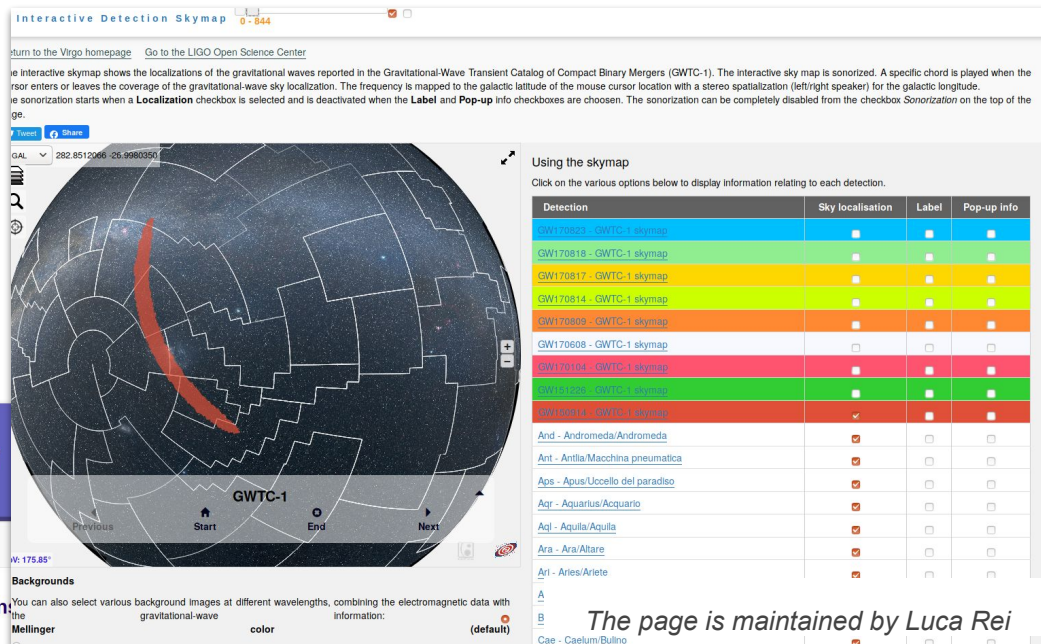 Interactive Detection Skymap
0 - 844
eturn to the Virgo homepage Go to the LIGO Open Science Center
e interactive skymap shows the localizations of the gravitational waves reported in the Gravitational-Wave Transient Catalog of Compact Binary Mergers (GWTC-1). The interactive sky map is sonorized. A specific chord is played when the
rsor enters or leaves the coverage of the gravitational-wave sky localization. The frequency is mapped to the galactic latitude of the mouse cursor location with a stereo spatialization (left/right speaker) for the galactic longitude.
e sonorization starts when a Localization checkbox is selected and is deactivated when the Label and Pop-up info checkboxes are choosen. The sonorization can be completely disabled from the checkbox Sonorization on the top of the
ge.
Tweet Share
GAL 282.8512066 -26.9980350
GWTC-1
Previous Start End Next
oV: 175.85°
Backgrounds
You can also select various background images at different wavelengths, combining the electromagnetic data with
the gravitational-wave information:
Mellinger color (default)
Using the skymap
Click on the various options below to display information relating to each detection.
Detection Sky localisation Label Pop-up info
GW170823 - GWTC-1 skymap
GW170818 - GWTC-1 skymap
GW170817 - GWTC-1 skymap
GW170814 - GWTC-1 skymap
GW170809 - GWTC-1 skymap
GW170608 - GWTC-1 skymap
GW170104 - GWTC-1 skymap
GW151226 - GWTC-1 skymap
GW150914 - GWTC-1 skymap
And - Andromeda/Andromeda
Ant - Antlia/Macchina pneumatica
Aps - Apus/Uccello del paradiso
Aqr - Aquarius/Acquario
Aql - Aquila/Aquila
Ara - Ara/Altare
Ari - Aries/Ariete
A
B
Cae - Caelum/Bulino
The page is maintained by Luca Rei